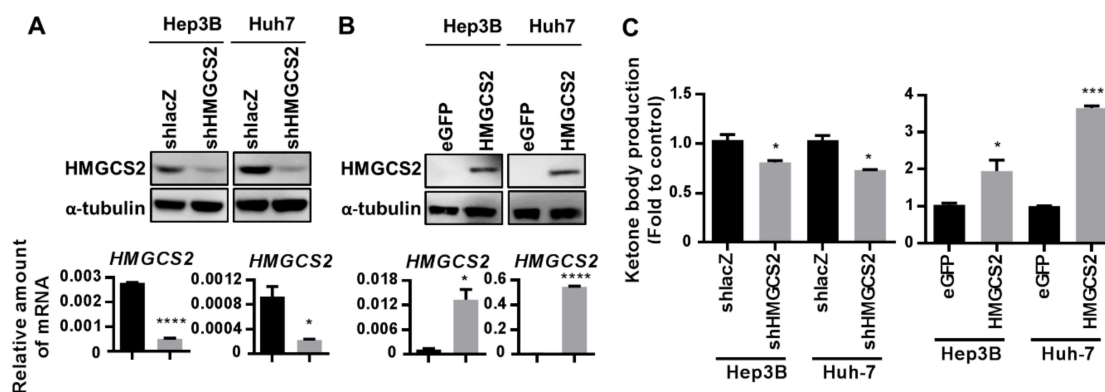 A
Hep3B Huh7
shlacZ shHMGCS2 shlacZ shHMGCS2
HMGCS2
α-tubulin
HMGCS2 HMGCS2
Relative amount
of mRNA
0.003
0.002
0.001
0
0.0012
0.0008
0.0004
0
****
*
B
Hep3B Huh7
eGFP HMGCS2 eGFP HMGCS2
HMGCS2
α-tubulin
HMGCS2 HMGCS2
0.018
0.012
0.006
0
0.6
0.4
0.2
0
*
****
C
Ketone body production
(Fold to control)
1.5
1.0
0.5
0.0
*
*
shlacZ shHMGCS2 shlacZ shHMGCS2
Hep3B Huh-7
4
3
2
1
0
*
***
eGFP HMGCS2 eGFP HMGCS2
Hep3B Huh-7